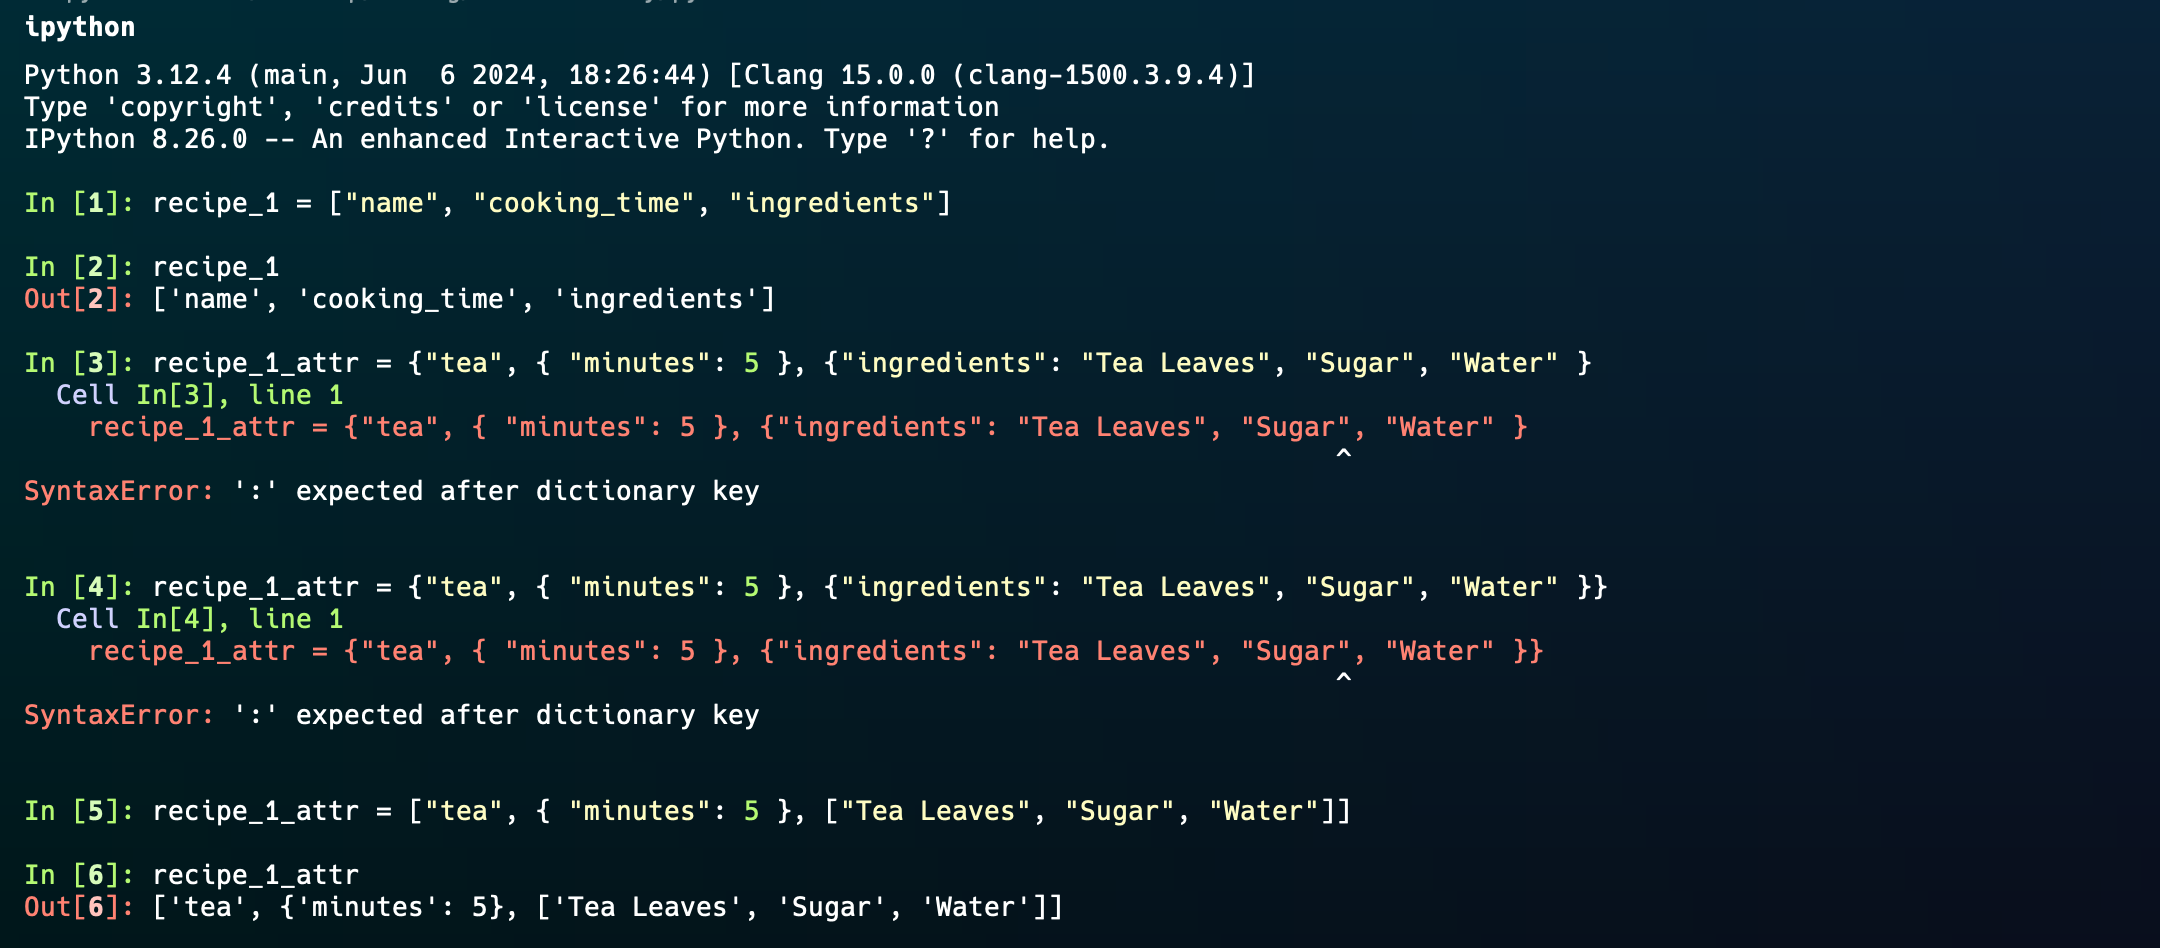 ipython
Python 3.12.4 (main, Jun  6 2024, 18:26:44) [Clang 15.0.0 (clang-1500.3.9.4)]
Type 'copyright', 'credits' or 'license' for more information
IPython 8.26.0 -- An enhanced Interactive Python. Type '?' for help.
In [1]: recipe_1 = ["name", "cooking_time", "ingredients"]
In [2]: recipe_1
Out[2]: ['name', 'cooking_time', 'ingredients']
In [3]: recipe_1_attr = {"tea", { "minutes": 5 }, {"ingredients": "Tea Leaves", "Sugar", "Water" }
Cell In[3], line 1
recipe_1_attr = {"tea", { "minutes": 5 }, {"ingredients": "Tea Leaves", "Sugar", "Water" }
^
SyntaxError: ':' expected after dictionary key
In [4]: recipe_1_attr = {"tea", { "minutes": 5 }, {"ingredients": "Tea Leaves", "Sugar", "Water" }}
Cell In[4], line 1
recipe_1_attr = {"tea", { "minutes": 5 }, {"ingredients": "Tea Leaves", "Sugar", "Water" }}
^
SyntaxError: ':' expected after dictionary key
In [5]: recipe_1_attr = ["tea", { "minutes": 5 }, ["Tea Leaves", "Sugar", "Water"]]
In [6]: recipe_1_attr
Out[6]: ['tea', {'minutes': 5}, ['Tea Leaves', 'Sugar', 'Water']]